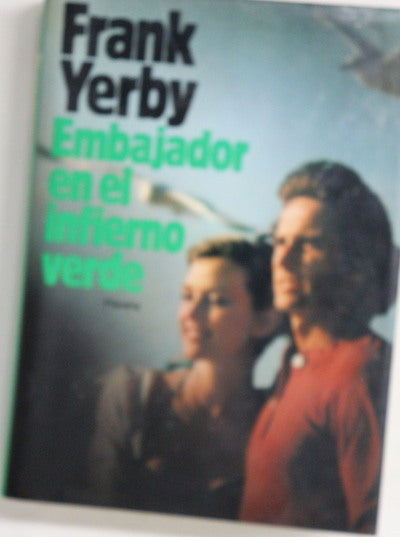 Frank
Yerby
Embajador
en el
infierno
verde